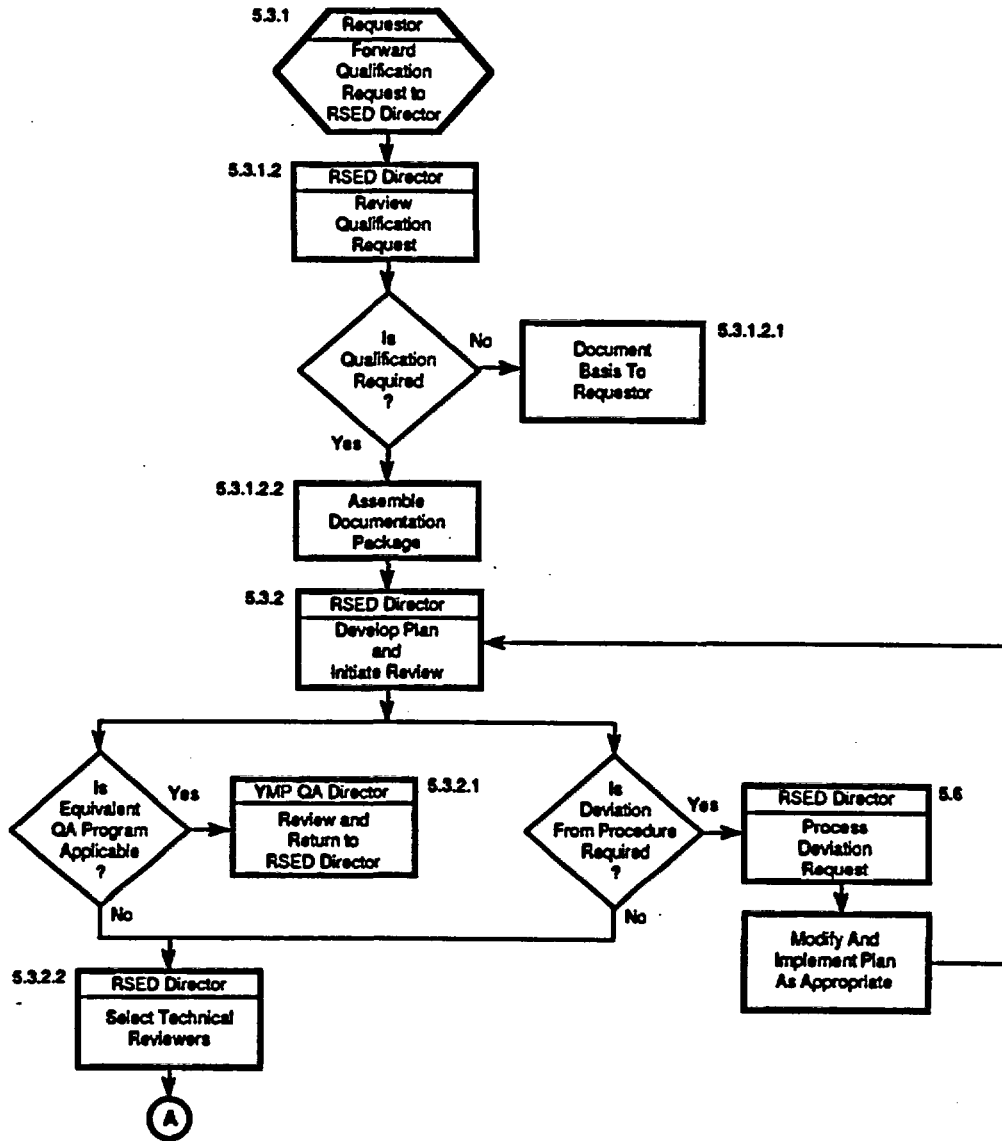 5.3.1
Requestor
Forward
Qualification
Request to
RSED Director
5.3.1.2
RSED Director
Review
Qualification
Request
Is
Qualification
Required
?
No
5.3.1.2.1
Document
Basis To
Requestor
Yes
5.3.1.2.2
Assemble
Documentation
Package
5.3.2
RSED Director
Develop Plan
and
Initiate Review
Is
Equivalent
QA Program
Applicable
?
Yes
YMP QA Director
5.3.2.1
Review and
Return to
RSED Director
No
Is
Deviation
From Procedure
Required
?
Yes
RSED Director
5.6
Process
Deviation
Request
No
Modify And
Implement Plan
As Appropriate
5.3.2.2
RSED Director
Select Technical
Reviewers
A